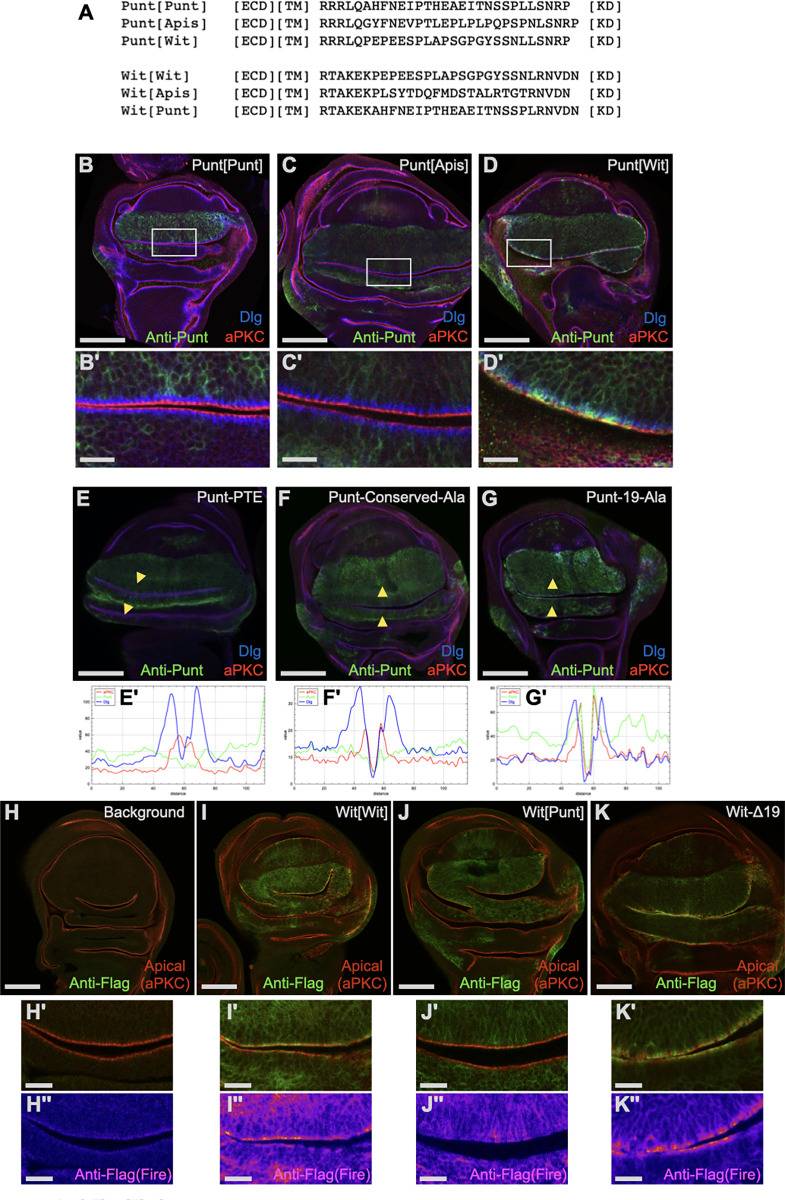 A
Punt[Punt] [ECD][TM] RRRLQAHFNEIPTHEAEITNSSPLLSNRP [KD]
Punt[Apis] [ECD][TM] RRRLQGYFNEVPTLEPLPLPQPSPNLSNRP [KD]
Punt[Wit] [ECD][TM] RRRLQPEPEESPLAPSGPGYSSNLLSNRP [KD]
Wit[Wit] [ECD][TM] RTAKEKPEPEESPLAPSGPGYSSNLRNVDN [KD]
Wit[Apis] [ECD][TM] RTAKEKPLSYTDQFMDSTALRTGTRNVDN [KD]
Wit[Punt] [ECD][TM] RTAKEKAHFNEIPTHEAEITNSSPLLRNVDN [KD]
B Punt[Punt] C Punt[Apis] D Punt[Wit]
Dlg Dlg Dlg
Anti-Punt aPKC Anti-Punt aPKC Anti-Punt aPKC
B' C' D'
E Punt-PTE F Punt-Conserved-Ala G Punt-19-Ala
Dlg Dlg Dlg
Anti-Punt aPKC Anti-Punt aPKC Anti-Punt aPKC
E' F' G'
H Background I Wit[Wit] J Wit[Punt] K Wit-Δ19
Apical Apical Apical Apical
Anti-Flag (aPKC) Anti-Flag (aPKC) Anti-Flag (aPKC) Anti-Flag (aPKC)
H' I' J' K'
H" I" J" K"
Anti-Flag(Fire) Anti-Flag(Fire) Anti-Flag(Fire) Anti-Flag(Fire)